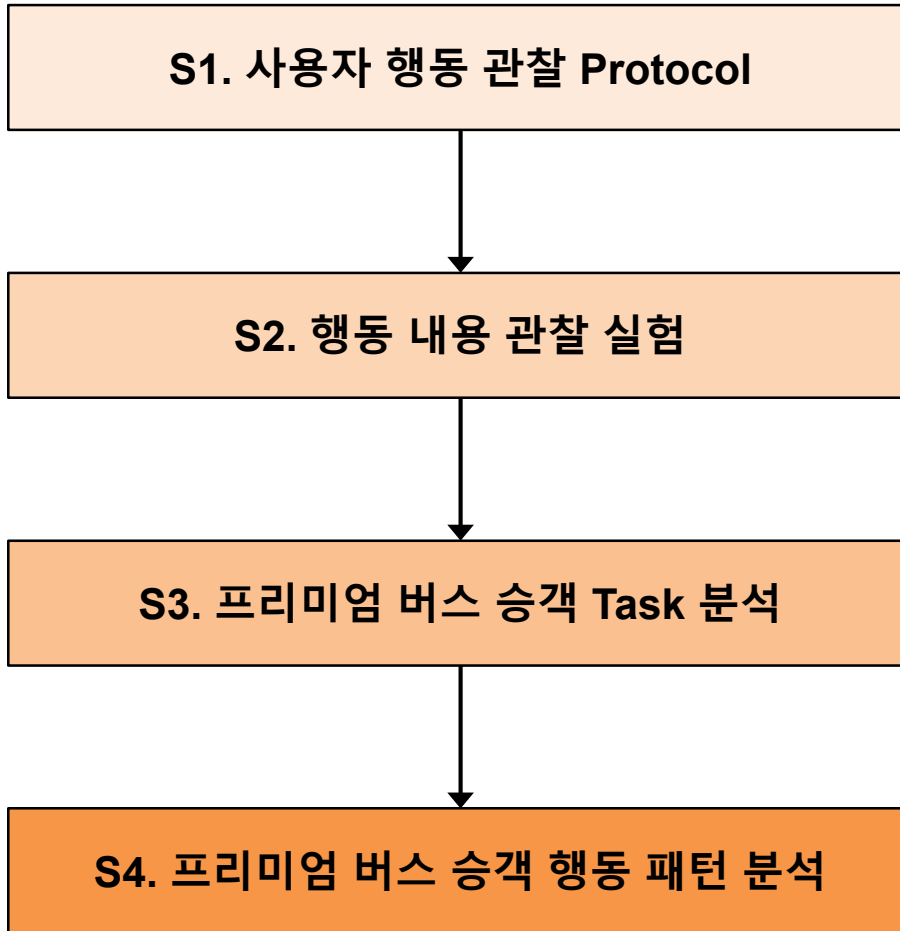 S1. 사용자 행동 관찰 Protocol
S2. 행동 내용 관찰 실험
S3. 프리미엄 버스 승객 Task 분석
S4. 프리미엄 버스 승객 행동 패턴 분석